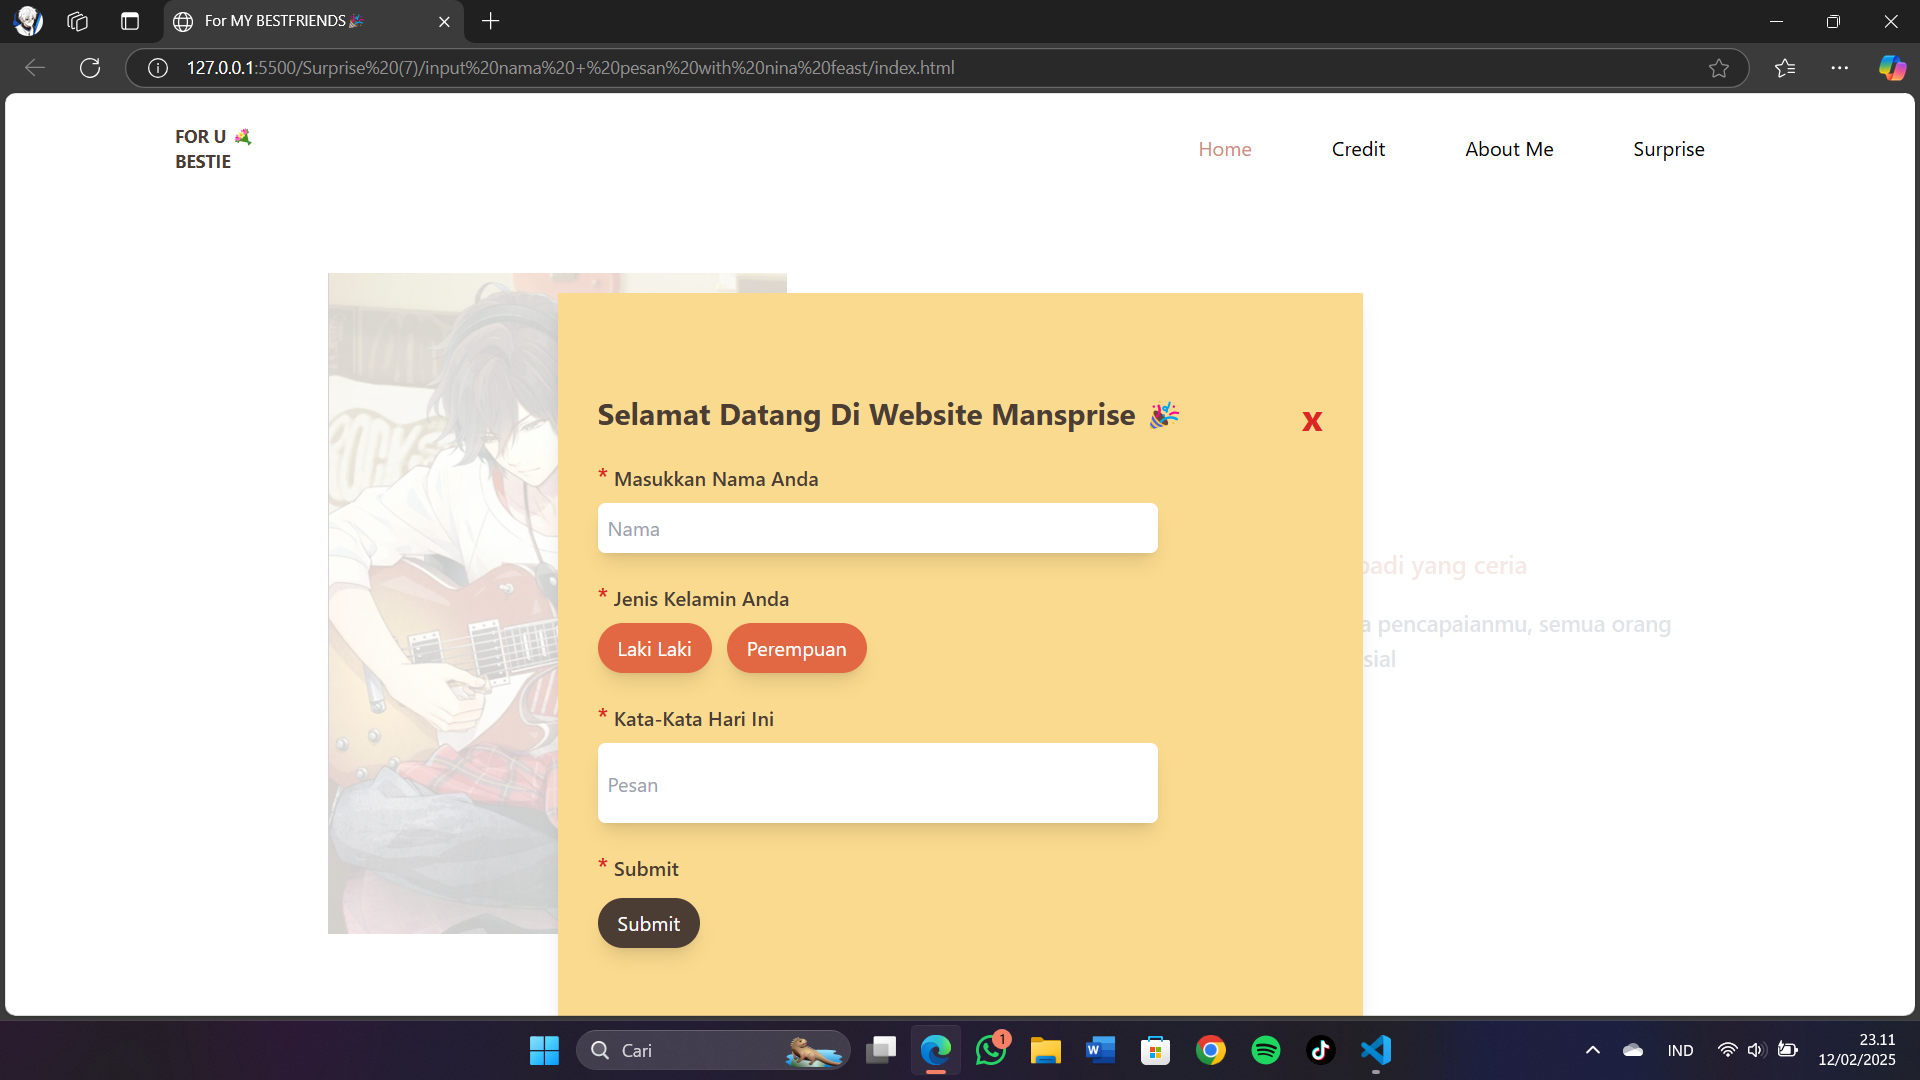 For MY BESTFRIENDS🎉
127.0.0.1:5500/Surprise%20(7)/input%20nama%20+%20pesan%20with%20nina%20feast/index.html
FOR U 💐
BESTIE
Home
Credit
About Me
Surprise
ROCKS
Selamat Datang Di Website Mansprise 🎉
X
* Masukkan Nama Anda
Nama
* Jenis Kelamin Anda
Laki Laki
Perempuan
badi yang ceria
a pencapaianmu, semua orang
sial
* Kata-Kata Hari Ini
Pesan
* Submit
Submit
Cari
1
IND
23.11
12/02/2025